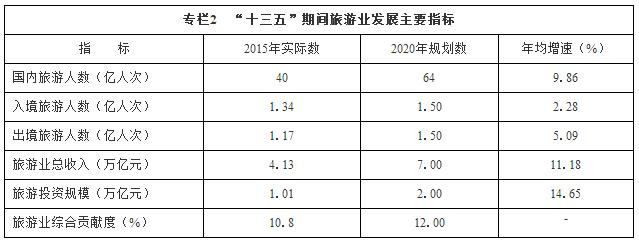 专栏2 “十三五”期间旅游业发展主要指标
指 标 2015年实际数 2020年规划数 年均增速（%）
国内旅游人数（亿人次） 40 64 9.86
入境旅游人数（亿人次） 1.34 1.50 2.28
出境旅游人数（亿人次） 1.17 1.50 5.09
旅游业总收入（万亿元） 4.13 7.00 11.18
旅游投资规模（万亿元） 1.01 2.00 14.65
旅游业综合贡献度（%） 10.8 12.00 -